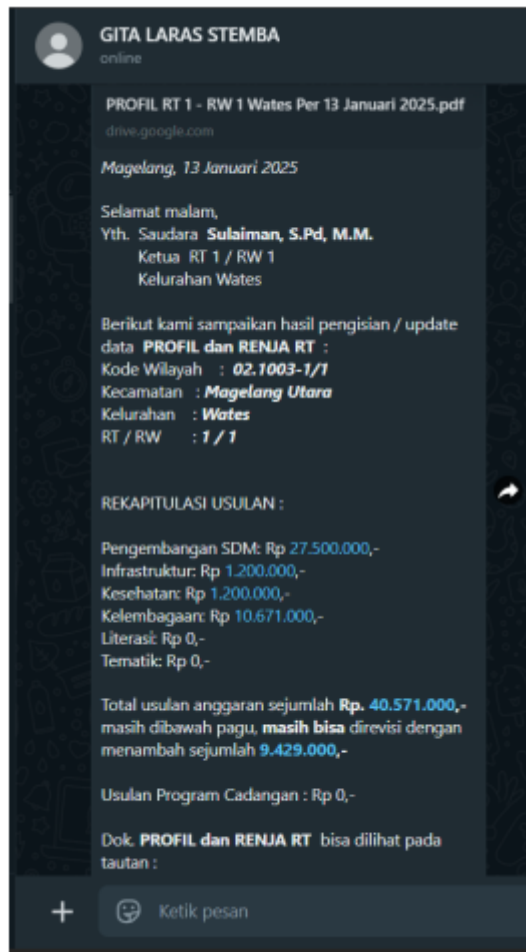 GITA LARAS STEMBA
online
PROFIL RT 1 - RW 1 Wates Per 13 Januari 2025.pdf
drive.google.com
Magelang, 13 Januari 2025
Selamat malam,
Yth. Saudara Sulaiman, S.Pd, M.M.
Ketua RT 1 / RW 1
Kelurahan Wates
Berikut kami sampaikan hasil pengisian / update
data PROFIL dan RENJA RT :
Kode Wilayah : 02.1003-1/1
Kecamatan : Magelang Utara
Kelurahan : Wates
RT / RW : 1 / 1
REKAPITULASI USULAN :
Pengembangan SDM: Rp 27.500.000,-
Infrastruktur: Rp 1.200.000,-
Kesehatan: Rp 1.200.000,-
Kelembagaan: Rp 10.671.000,-
Literasi: Rp 0,-
Tematik: Rp 0,-
Total usulan anggaran sejumlah Rp. 40.571.000,-
masih dibawah pagu, masih bisa direvisi dengan
menambah sejumlah 9.429.000,-
Usulan Program Cadangan : Rp 0,-
Dok. PROFIL dan RENJA RT bisa dilihat pada
tautan :
Ketik pesan